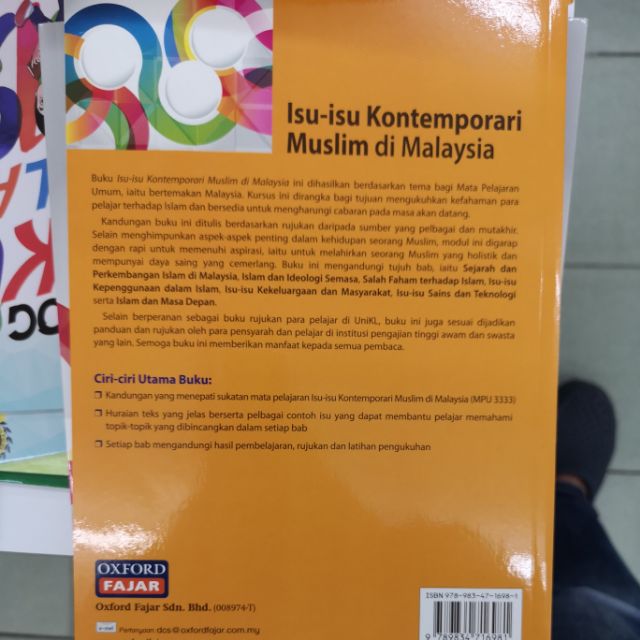 Isu-isu Kontemporari
Muslim di Malaysia
Buku Isu-isu Kontemporari Muslim di Malaysia ini dihasilkan berdasarkan tema bagi Mata Pelajaran
Umum, iaitu bertemakan Malaysia. Kursus ini dirangka bagi tujuan mengukuhkan kefahaman para
pelajar terhadap Islam dan bersedia untuk mengharungi cabaran pada masa akan datang.
Kandungan buku ini ditulis berdasarkan rujukan daripada sumber yang pelbagai dan mutakhir.
Selain menghimpunkan aspek-aspek penting dalam kehidupan seorang Muslim, modul ini digarap
dengan rapi untuk memenuhi aspirasi, iaitu untuk melahirkan seorang Muslim yang holistik dan
mempunyai daya saing yang cemerlang. Buku ini mengandungi tujuh bab, iaitu Sejarah dan
Perkembangan Islam di Malaysia, Islam dan Ideologi Semasa, Salah Faham terhadap Islam, Isu-isu
Kepenggunaan dalam Islam, Isu-isu Kekeluargaan dan Masyarakat, Isu-isu Sains dan Teknologi
serta Islam dan Masa Depan.
Selain berperanan sebagai buku rujukan para pelajar di UniKL, buku ini juga sesuai dijadikan
panduan dan rujukan oleh para pensyarah dan pelajar di institusi pengajian tinggi awam dan swasta
yang lain. Semoga buku ini memberikan manfaat kepada semua pembaca.
Ciri-ciri Utama Buku:
❒ Kandungan yang menepati sukatan mata pelajaran Isu-isu Kontemporari Muslim di Malaysia (MPU 3333)
❒ Huraian teks yang jelas berserta pelbagai contoh isu yang dapat membantu pelajar memahami
topik-topik yang dibincangkan dalam setiap bab
❒ Setiap bab mengandungi hasil pembelajaran, rujukan dan latihan pengukuhan
OXFORD
FAJAR
Oxford Fajar Sdn. Bhd. (008974-T)
e-mel Pertanyaan dcs@oxfordfajar.com.my
ISBN 978-983-47-1698-1
9789834716981